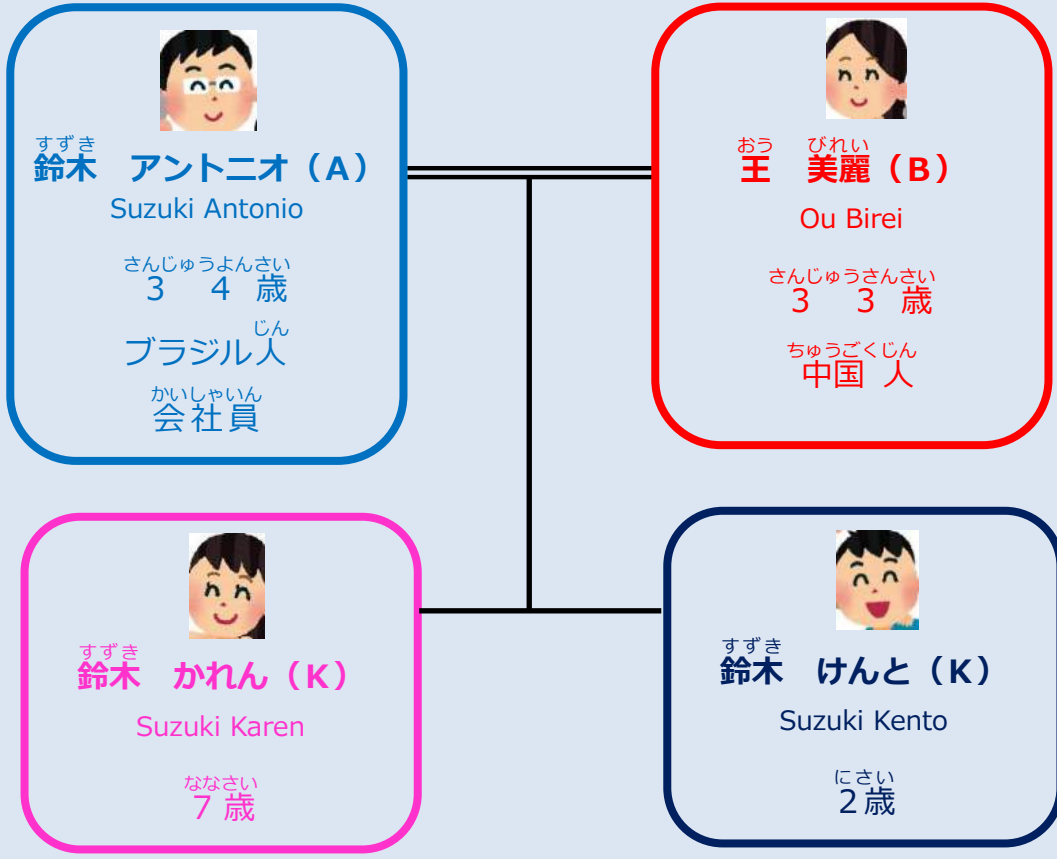 すずき
鈴木　アントニオ（A）
Suzuki Antonio
さんじゅうよんさい
３　４　歳
じん
ブラジル人
かいしゃいん
会社員
おう　びれい
王　美麗（B）
Ou Birei
さんじゅうさんさい
３　３　歳
ちゅうごくじん
中国 人
すずき
鈴木　かれん（K）
Suzuki Karen
ななさい
７歳
すずき
鈴木　けんと（K）
Suzuki Kento
にさい
２歳